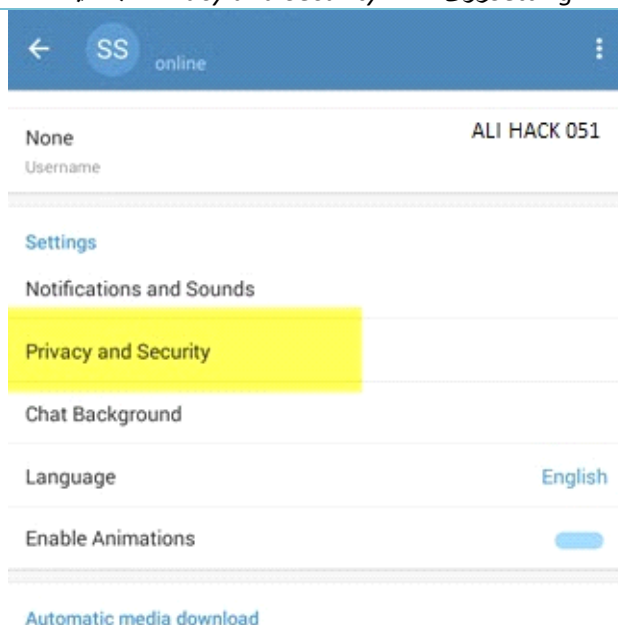 SS
online
None
ALI HACK 051
Username
Settings
Notifications and Sounds
Privacy and Security
Chat Background
Language English
Enable Animations
Automatic media download